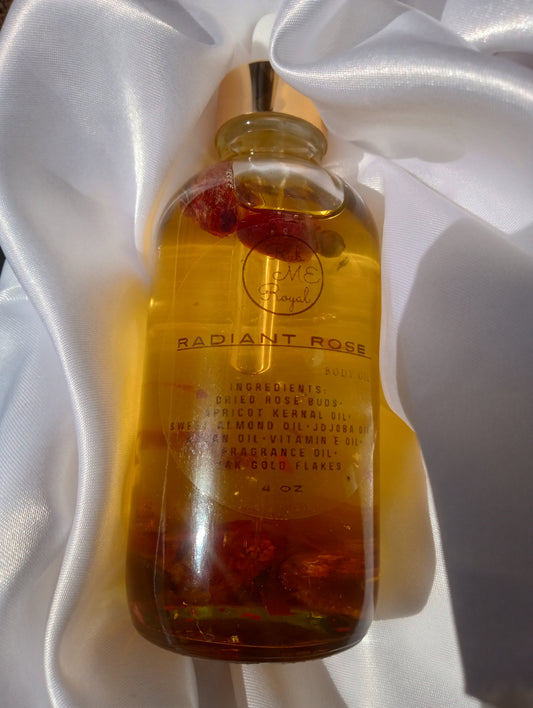 ME
Royal
RADIANT ROSE
BODY OIL
INGREDIENTS:
DRIED ROSE BUDS·
APRICOT KERNAL OIL·
SWEET ALMOND OIL·JOJOBA OIL
OIL·VITAMIN E OIL·
FRAGRANCE OIL·
GOLD FLAKES
4 OZ